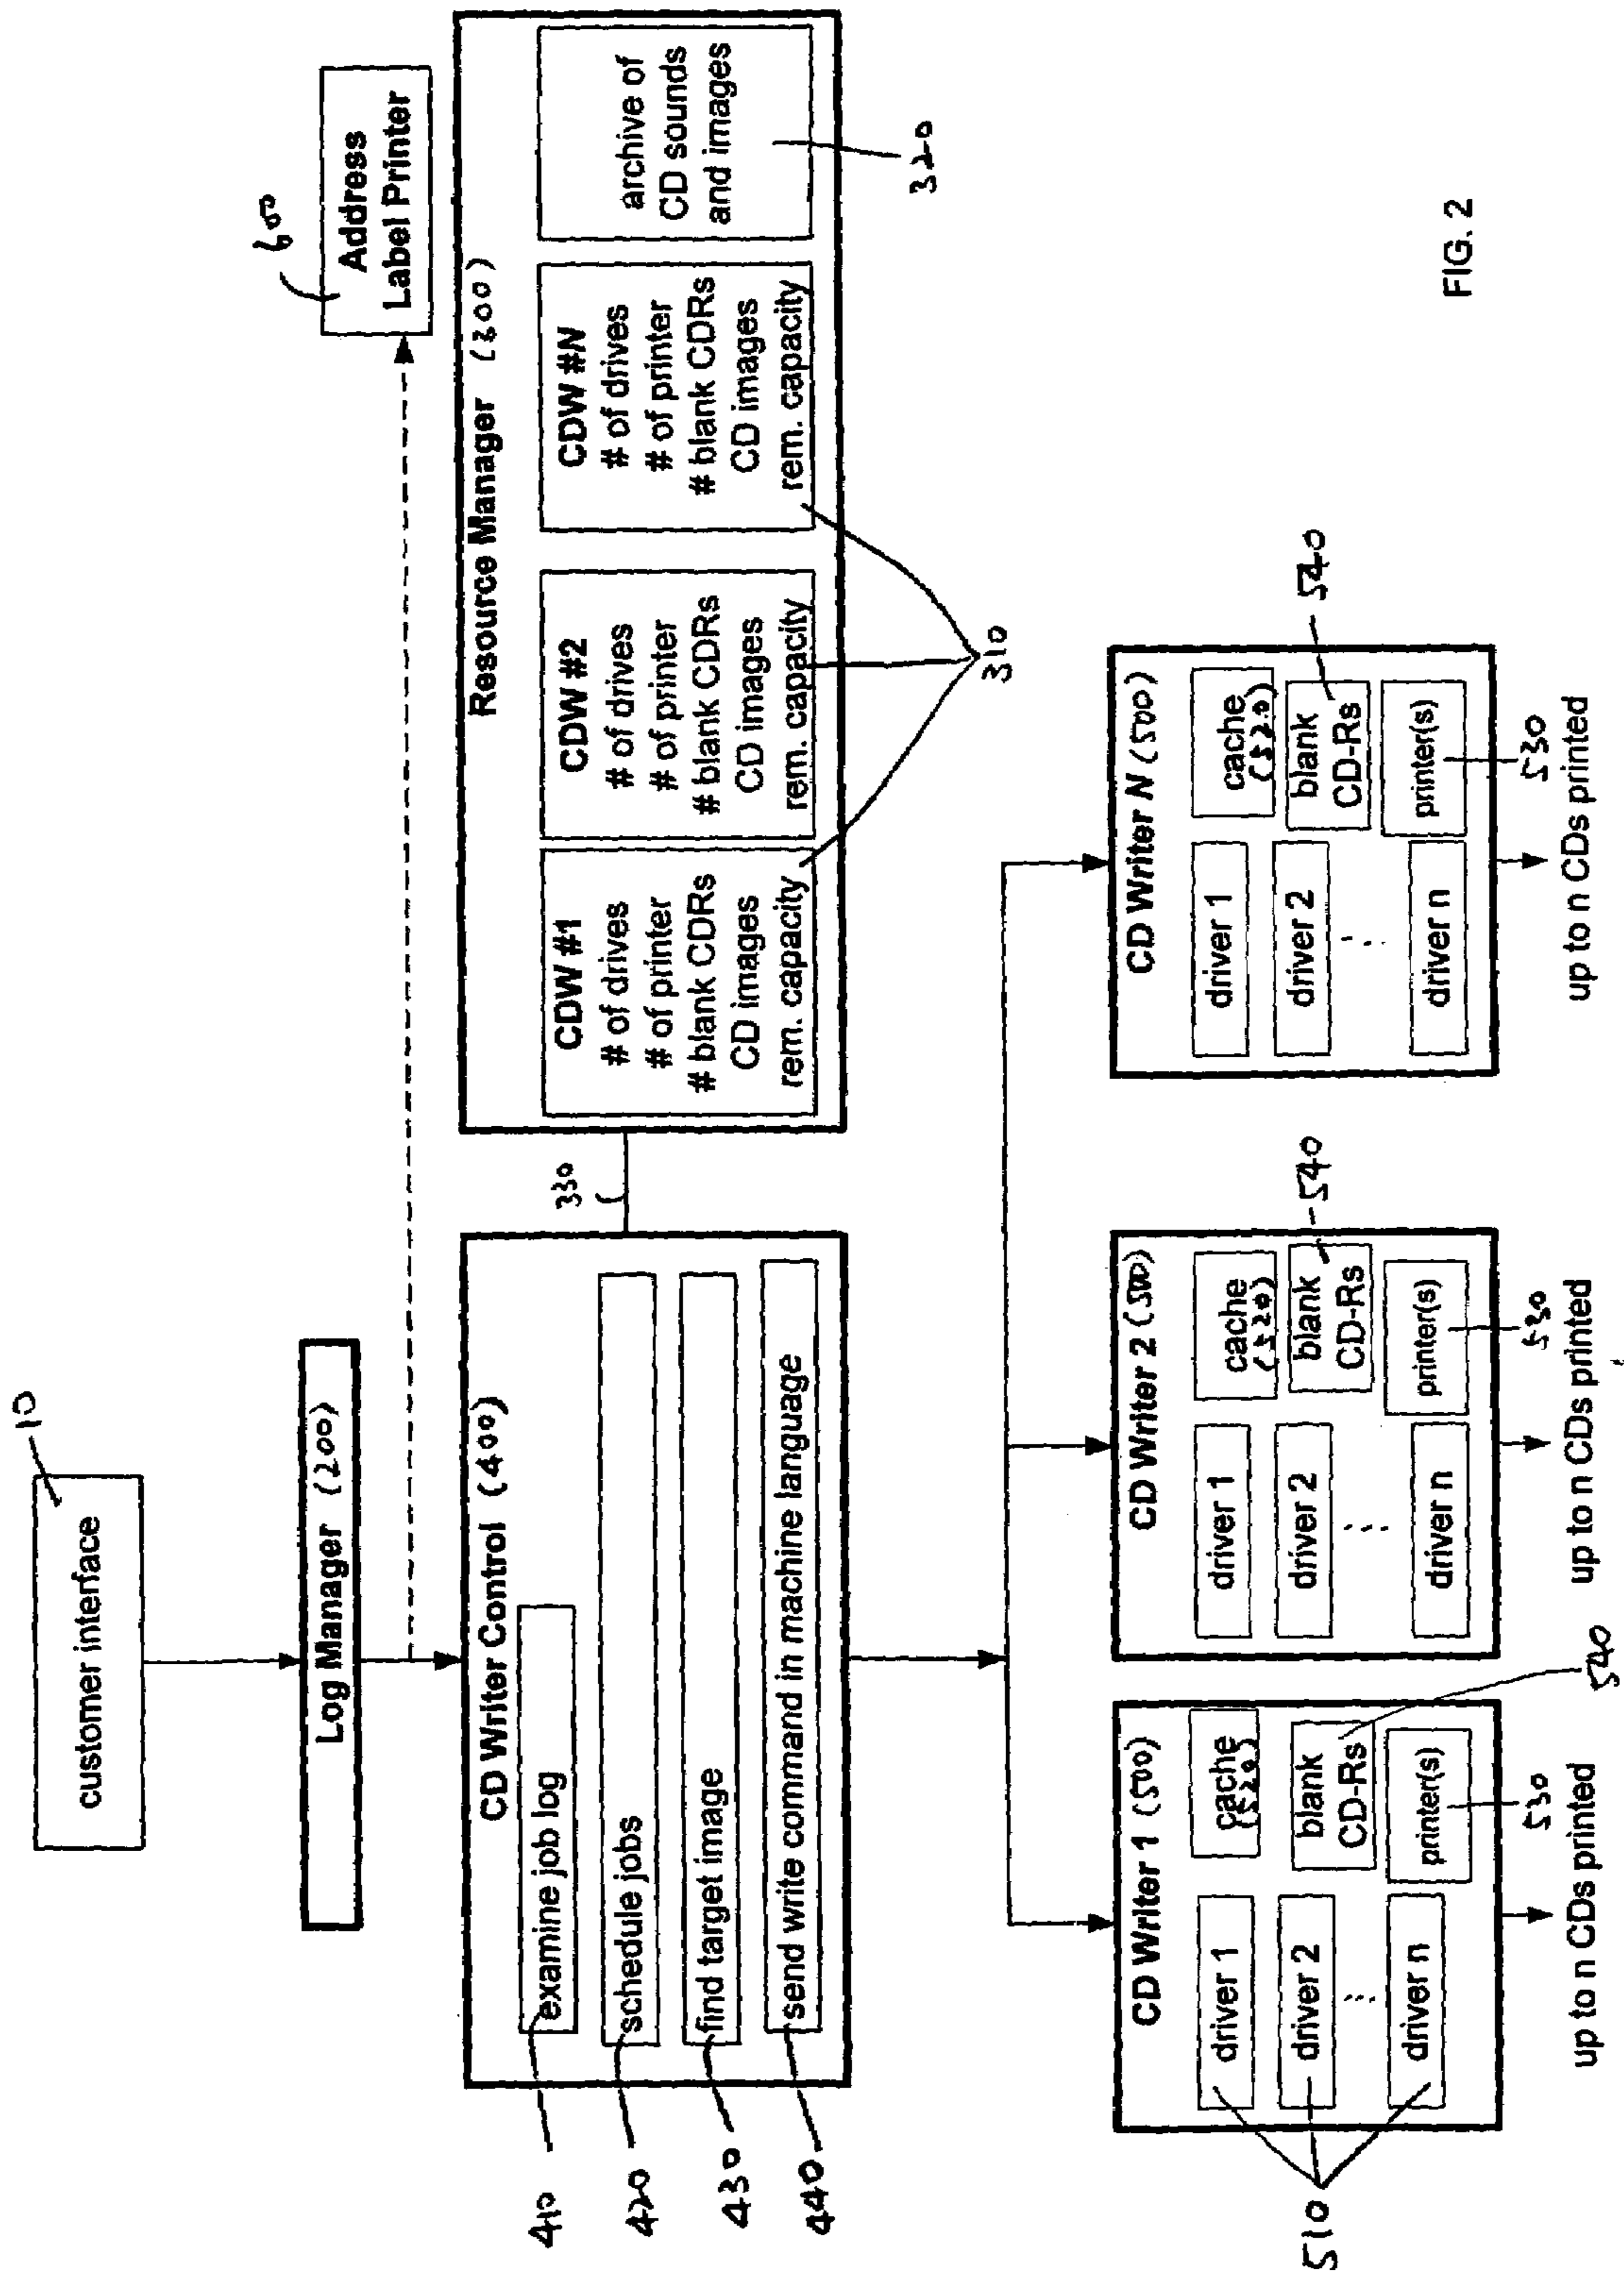 10
customer interface
Log Manager (200)
600
Address
Label Printer
CD Writer Control (400)
410
examine job log
420
schedule jobs
430
find target image
440
send write command in machine language
330
Resource Manager (300)
CDW #1
# of drives
# of printer
# blank CDRs
CD images
rem. capacity
CDW #2
# of drives
# of printer
# blank CDRs
CD images
rem. capacity
CDW #N
# of drives
# of printer
# blank CDRs
CD images
rem. capacity
archive of
CD sounds
and images
310
320
CD Writer 1 (500)
driver 1
driver 2
...
driver n
510
cache
(520)
blank
CD-Rs
printer(s)
540
530
up to n CDs printed
CD Writer 2 (500)
driver 1
driver 2
...
driver n
cache
(520)
blank
CD-Rs
printer(s)
540
530
up to n CDs printed
CD Writer N (500)
driver 1
driver 2
...
driver n
cache
(520)
blank
CD-Rs
printer(s)
540
530
up to n CDs printed
FIG. 2